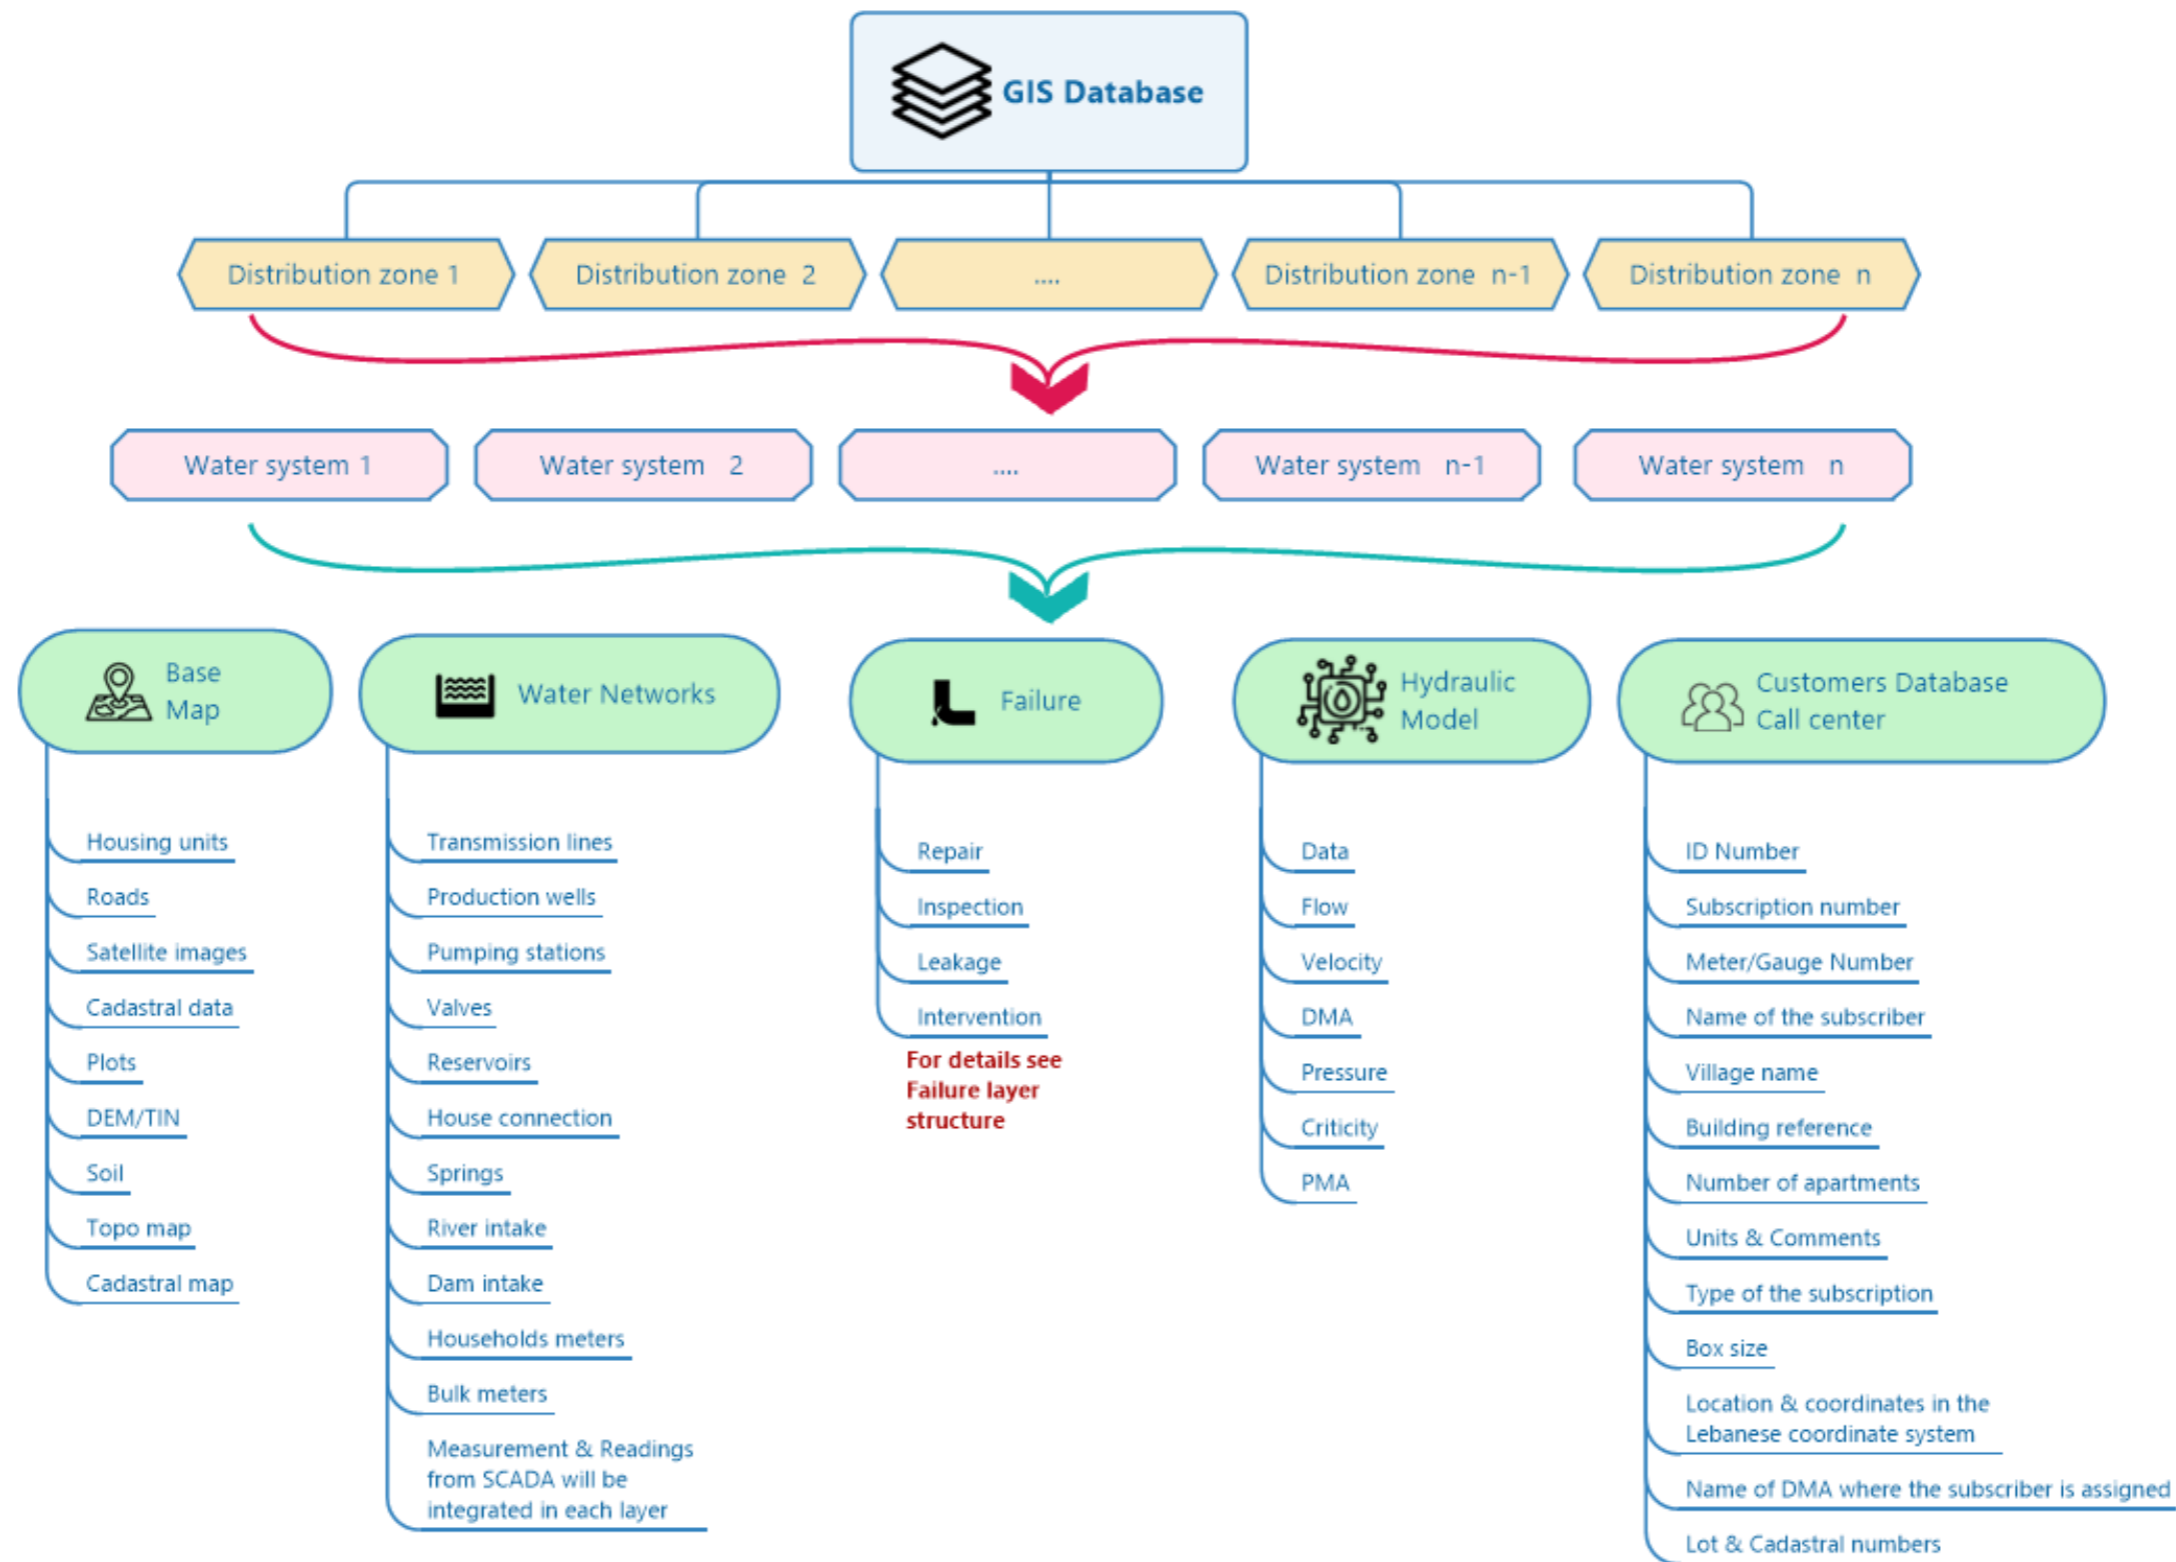 GIS Database
Distribution zone 1
Distribution zone 2
....
Distribution zone n-1
Distribution zone n
Water system 1
Water system 2
....
Water system n-1
Water system n
Base
Map
Housing units
Roads
Satellite images
Cadastral data
Plots
DEM/TIN
Soil
Topo map
Cadastral map
Water Networks
Transmission lines
Production wells
Pumping stations
Valves
Reservoirs
House connection
Springs
River intake
Dam intake
Households meters
Bulk meters
Measurement & Readings
from SCADA will be
integrated in each layer
Failure
Repair
Inspection
Leakage
Intervention
For details see
Failure layer
structure
Hydraulic
Model
Data
Flow
Velocity
DMA
Pressure
Criticity
PMA
Customers Database
Call center
ID Number
Subscription number
Meter/Gauge Number
Name of the subscriber
Village name
Building reference
Number of apartments
Units & Comments
Type of the subscription
Box size
Location & coordinates in the
Lebanese coordinate system
Name of DMA where the subscriber is assigned
Lot & Cadastral numbers